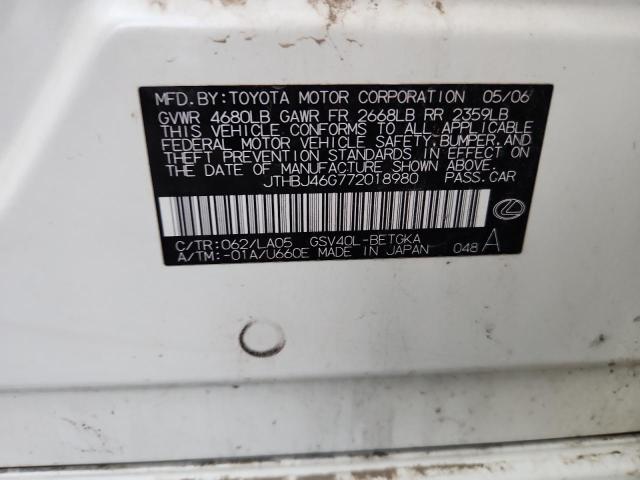 MFD. BY: TOYOTA MOTOR CORPORATION 05/06
GVWR 4680LB GAWR FR 2668LB RR 2359LB
THIS VEHICLE CONFORMS TO ALL APPLICABLE
FEDERAL MOTOR VEHICLE SAFETY, BUMPER, AND
THEFT PREVENTION STANDARDS IN EFFECT ON
THE DATE OF MANUFACTURE SHOWN ABOVE.
JTHBJ46G772018980 PASS.CAR
C/TR: 062/LA05 GSV40L-BETGKA
A/TM: -01A/U660E MADE IN JAPAN 048 A